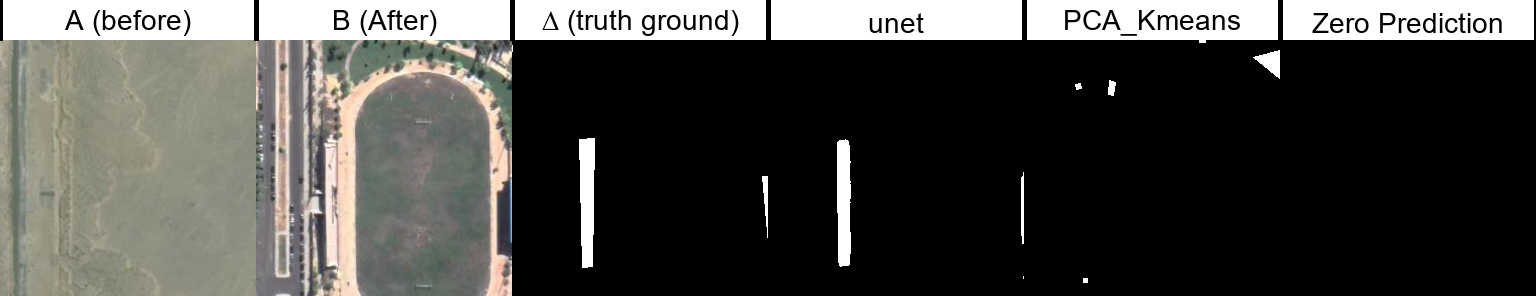 A (before)
B (After)
Δ (truth ground)
unet
PCA_Kmeans
Zero Prediction